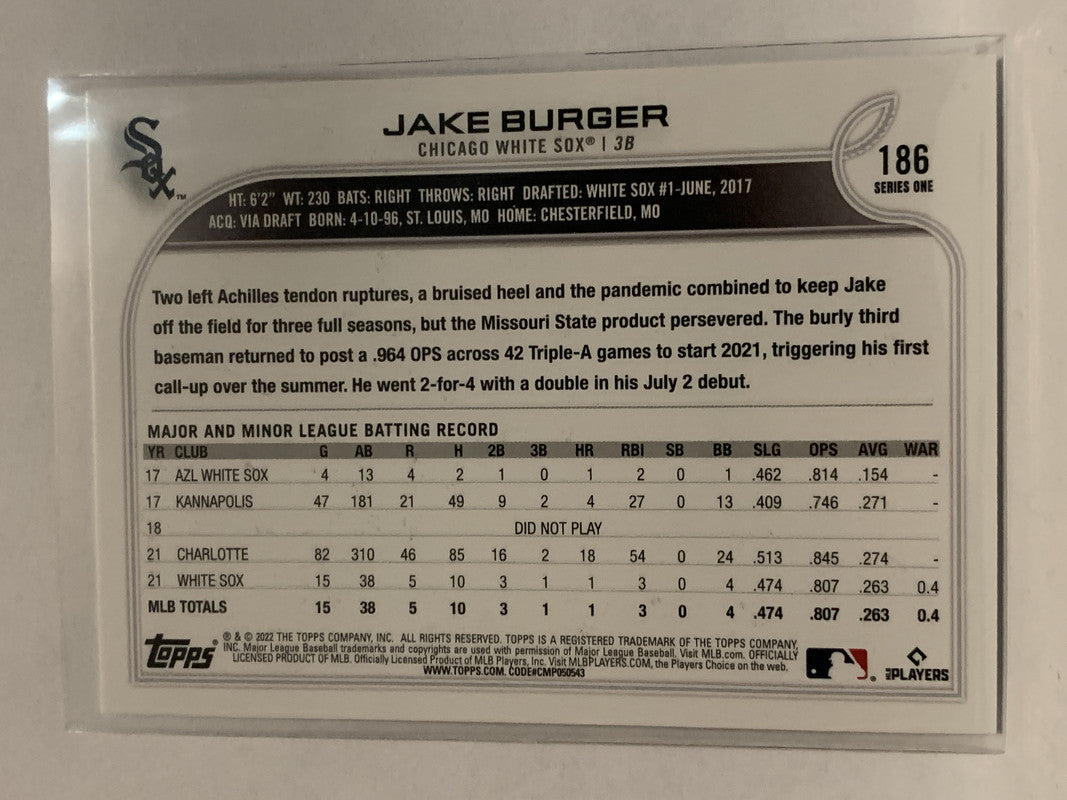 Sox™
JAKE BURGER
CHICAGO WHITE SOX® | 3B
186
SERIES ONE
HT: 6'2" WT: 230 BATS: RIGHT THROWS: RIGHT DRAFTED: WHITE SOX #1-JUNE, 2017
ACQ: VIA DRAFT BORN: 4-10-96, ST. LOUIS, MO HOME: CHESTERFIELD, MO
Two left Achilles tendon ruptures, a bruised heel and the pandemic combined to keep Jake
off the field for three full seasons, but the Missouri State product persevered. The burly third
baseman returned to post a .964 OPS across 42 Triple-A games to start 2021, triggering his first
call-up over the summer. He went 2-for-4 with a double in his July 2 debut.
MAJOR AND MINOR LEAGUE BATTING RECORD
YR CLUB G AB R H 2B 3B HR RBI SB BB SLG OPS AVG WAR
17 AZL WHITE SOX 4 13 4 2 1 0 1 2 0 1 .462 .814 .154 -
17 KANNAPOLIS 47 181 21 49 9 2 4 27 0 13 .409 .746 .271 -
18 DID NOT PLAY
21 CHARLOTTE 82 310 46 85 16 2 18 54 0 24 .513 .845 .274 -
21 WHITE SOX 15 38 5 10 3 1 1 3 0 4 .474 .807 .263 0.4
MLB TOTALS 15 38 5 10 3 1 1 3 0 4 .474 .807 .263 0.4
Topps®
® & © 2022 THE TOPPS COMPANY, INC. ALL RIGHTS RESERVED. TOPPS IS A REGISTERED TRADEMARK OF THE TOPPS COMPANY,
INC. Major League Baseball trademarks and copyrights are used with permission of Major League Baseball. Visit MLB.com. OFFICIALLY
LICENSED PRODUCT OF MLB. Officially Licensed Product of MLB Players, Inc. Visit MLBPLAYERS.COM, the Players Choice on the web.
WWW.TOPPS.COM. CODE#CMP050543
MLB PLAYERS